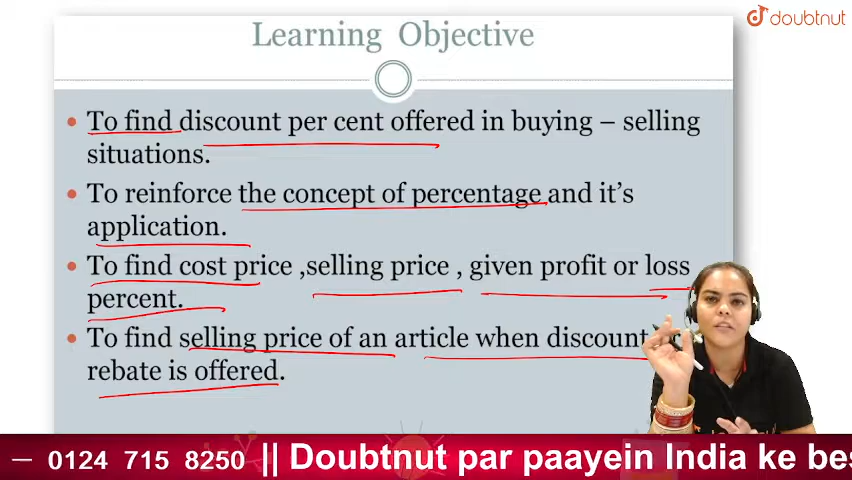 doubtnut
Learning Objective
• To find discount per cent offered in buying – selling
situations.
• To reinforce the concept of percentage and it's
application.
• To find cost price ,selling price , given profit or loss
percent.
• To find selling price of an article when discount
rebate is offered.
— 0124 715 8250 || Doubtnut par paayein India ke bes